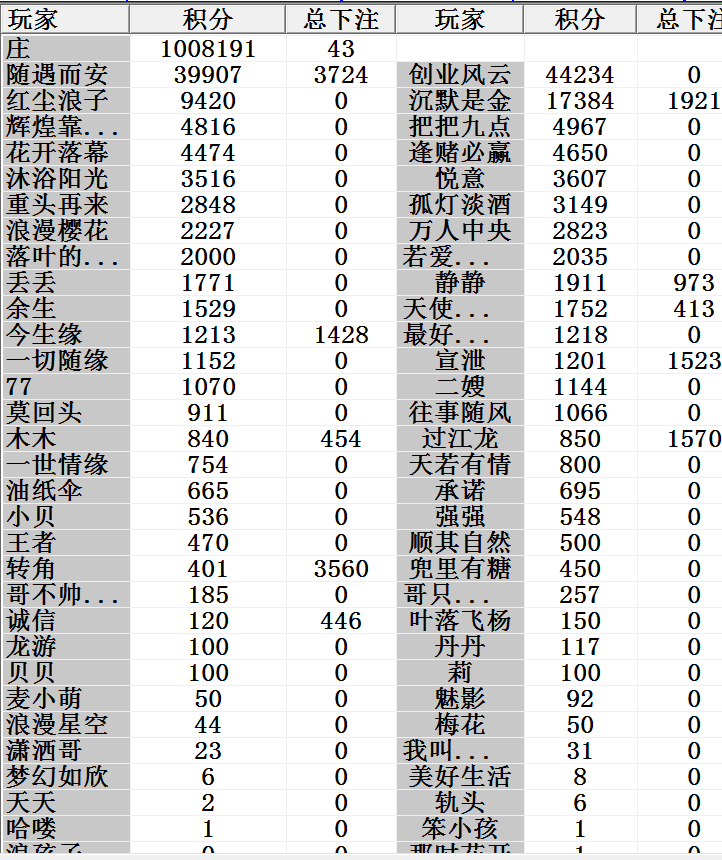 玩家 积分 总下注 玩家 积分 总下注
庄 1008191 43
随遇而安 39907 3724 创业风云 44234 0
红尘浪子 9420 0 沉默是金 17384 1921
辉煌靠... 4816 0 把把九点 4967 0
花开落幕 4474 0 逢赌必赢 4650 0
沐浴阳光 3516 0 悦意 3607 0
重头再来 2848 0 孤灯淡酒 3149 0
浪漫樱花 2227 0 万人中央 2823 0
落叶的... 2000 0 若爱... 2035 0
丢丢 1771 0 静静 1911 973
余生 1529 0 天使... 1752 413
今生缘 1213 1428 最好... 1218 0
一切随缘 1152 0 宣泄 1201 1523
77 1070 0 二嫂 1144 0
莫回头 911 0 往事随风 1066 0
木木 840 454 过江龙 850 1570
一世情缘 754 0 天若有情 800 0
油纸伞 665 0 承诺 695 0
小贝 536 0 强强 548 0
王者 470 0 顺其自然 500 0
转角 401 3560 兜里有糖 450 0
哥不帅... 185 0 哥只... 257 0
诚信 120 446 叶落飞杨 150 0
龙游 100 0 丹丹 117 0
贝贝 100 0 莉 100 0
麦小萌 50 0 魅影 92 0
浪漫星空 44 0 梅花 50 0
潇洒哥 23 0 我叫... 31 0
梦幻如欣 6 0 美好生活 8 0
天天 2 0 轨头 6 0
哈喽 1 0 笨小孩 1 0